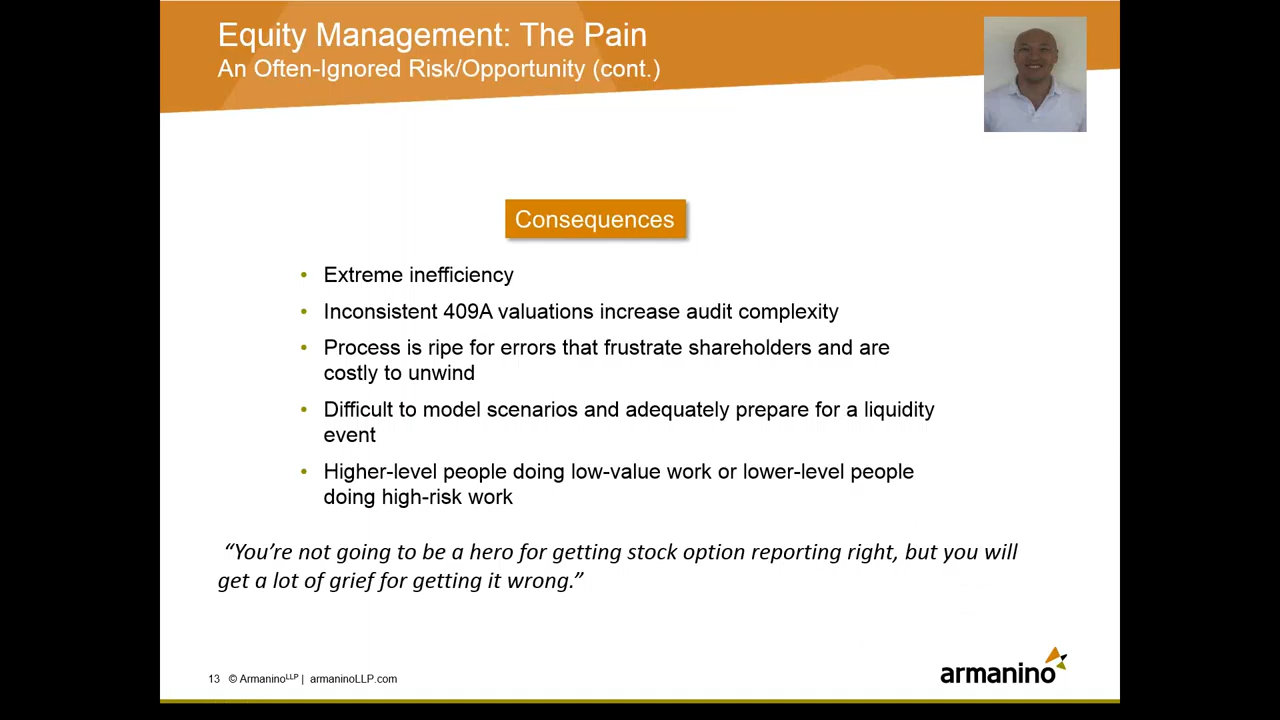 Equity Management: The Pain
An Often-Ignored Risk/Opportunity (cont.)
Consequences
• Extreme inefficiency
• Inconsistent 409A valuations increase audit complexity
• Process is ripe for errors that frustrate shareholders and are
costly to unwind
• Difficult to model scenarios and adequately prepare for a liquidity
event
• Higher-level people doing low-value work or lower-level people
doing high-risk work
“You’re not going to be a hero for getting stock option reporting right, but you will
get a lot of grief for getting it wrong.”
13 © ArmaninoLLP | armaninoLLP.com
armanino